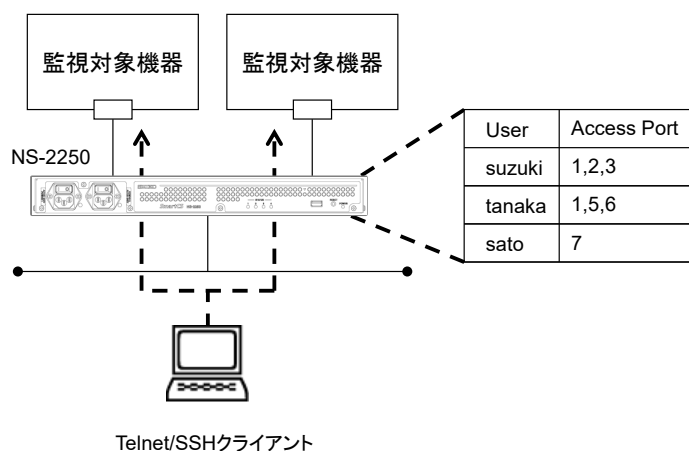 監視対象機器
監視対象機器
NS-2250
User Access Port
suzuki 1,2,3
tanaka 1,5,6
sato 7
Telnet/SSHクライアント